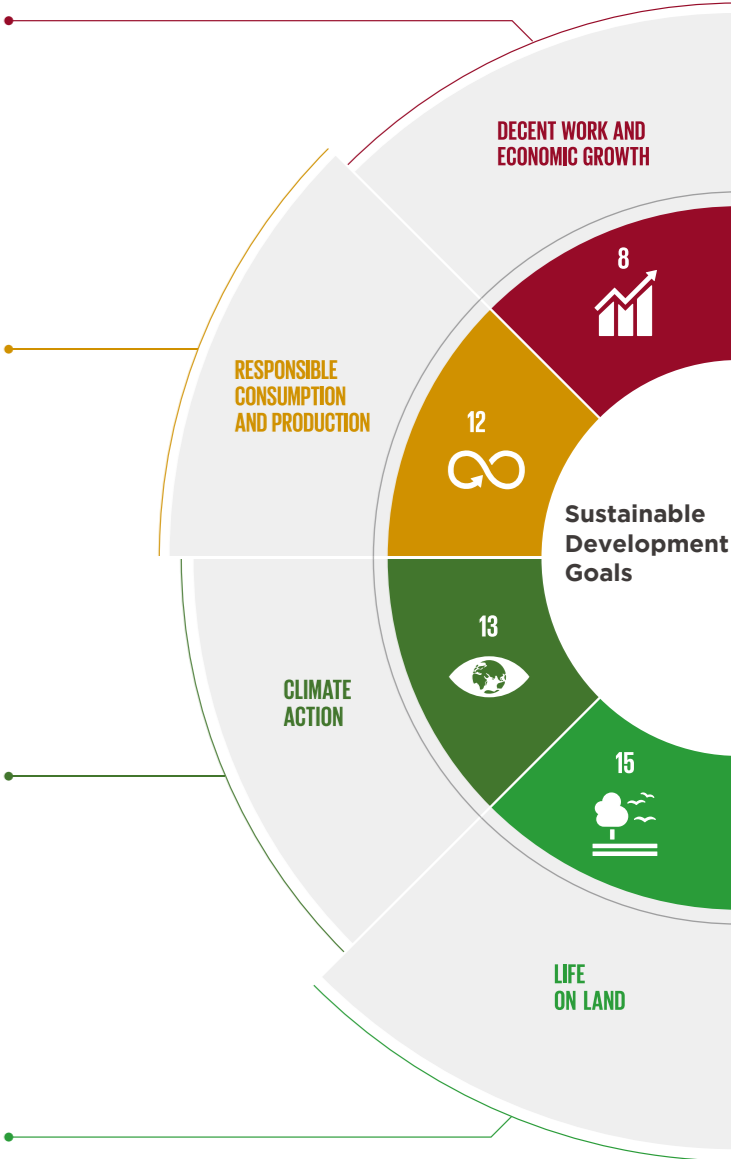 DECENT WORK AND
ECONOMIC GROWTH
8
RESPONSIBLE
CONSUMPTION
AND PRODUCTION
12
Sustainable
Development
Goals
13
CLIMATE
ACTION
15
LIFE
ON LAND